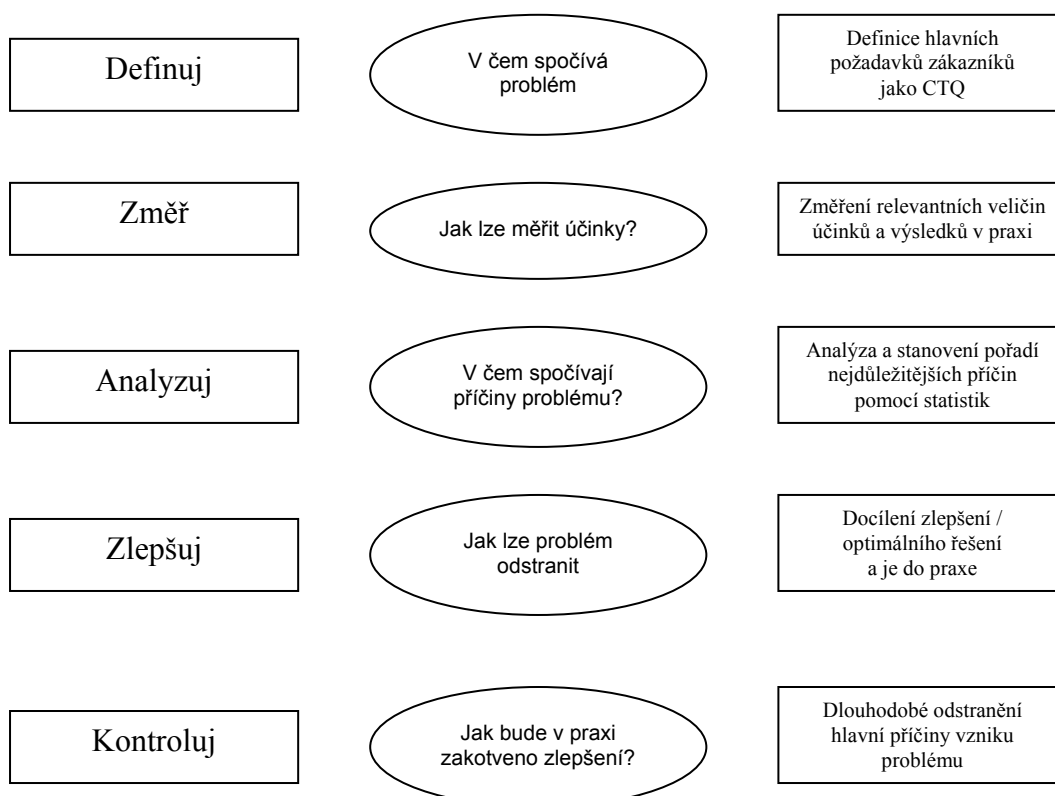 Definuj
V čem spočívá
problém
Definice hlavních
požadavků zákazníků
jako CTQ
Změř
Jak lze měřit účinky?
Změření relevantních veličin
účinků a výsledků v praxi
Analyzuj
V čem spočívají
příčiny problému?
Analýza a stanovení pořadí
nejdůležitějších příčin
pomocí statistik
Zlepšuj
Jak lze problém
odstranit
Docílení zlepšení /
optimálního řešení
a je do praxe
Kontroluj
Jak bude v praxi
zakotveno zlepšení?
Dlouhodobé odstranění
hlavní příčiny vzniku
problému